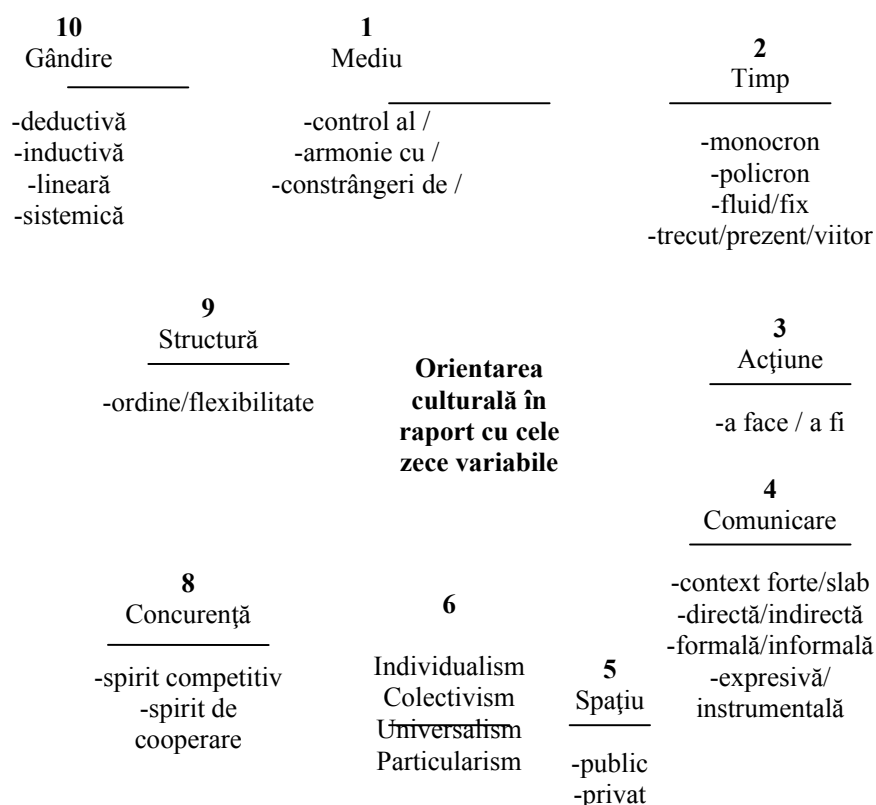 10
Gândire
-deductivă
-inductivă
-lineară
-sistemică
1
Mediu
-control al /
-armonie cu /
-constrângeri de /
2
Timp
-monocron
-policron
-fluid/fix
-trecut/prezent/viitor
9
Structură
-ordine/flexibilitate
Orientarea
culturală în
raport cu cele
zece variabile
3
Acţiune
-a face / a fi
4
Comunicare
-context forte/slab
-directă/indirectă
-formală/informală
-expresivă/
instrumentală
8
Concurenţă
-spirit competitiv
-spirit de
cooperare
6
Individualism
Colectivism
Universalism
Particularism
5
Spaţiu
-public
-privat